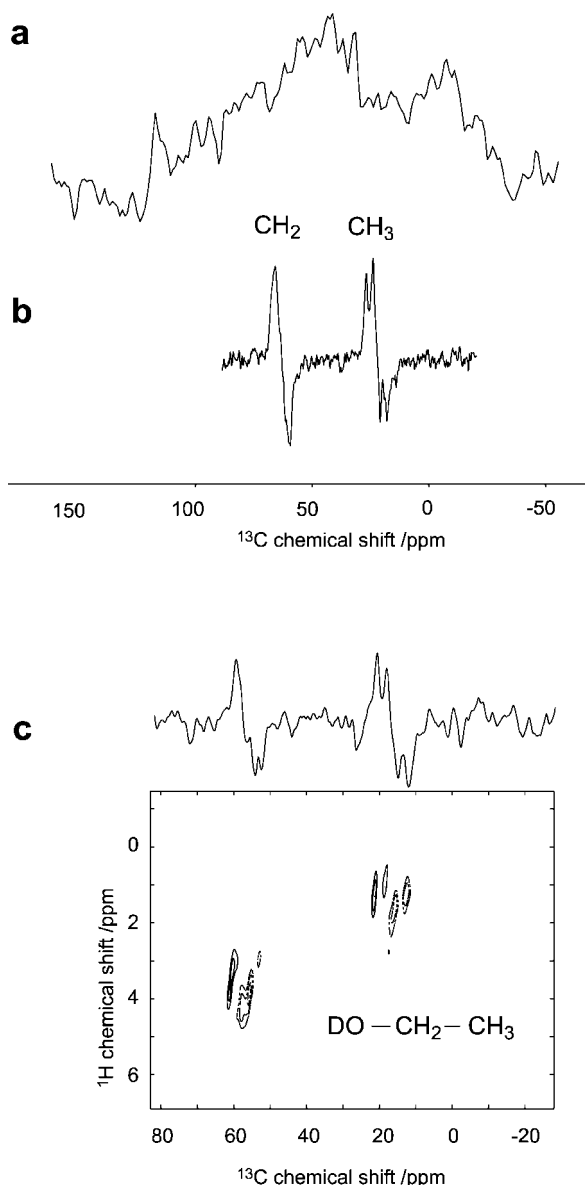 a
CH₂ CH₃
b
150 100 50 0 -50
¹³C chemical shift /ppm
c
0
2
4
6
¹H chemical shift /ppm
DO — CH₂ — CH₃
80 60 40 20 0 -20
¹³C chemical shift /ppm